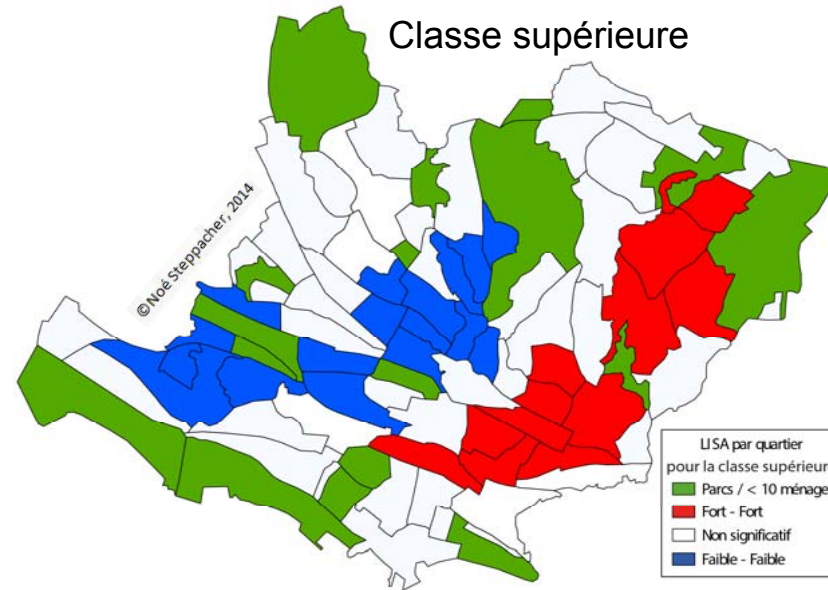 Classe supérieure
©Noé Steppacher, 2014
LISA par quartier
pour la classe supérieur
Parcs / < 10 ménage
Fort - Fort
Non significatif
Faible - Faible